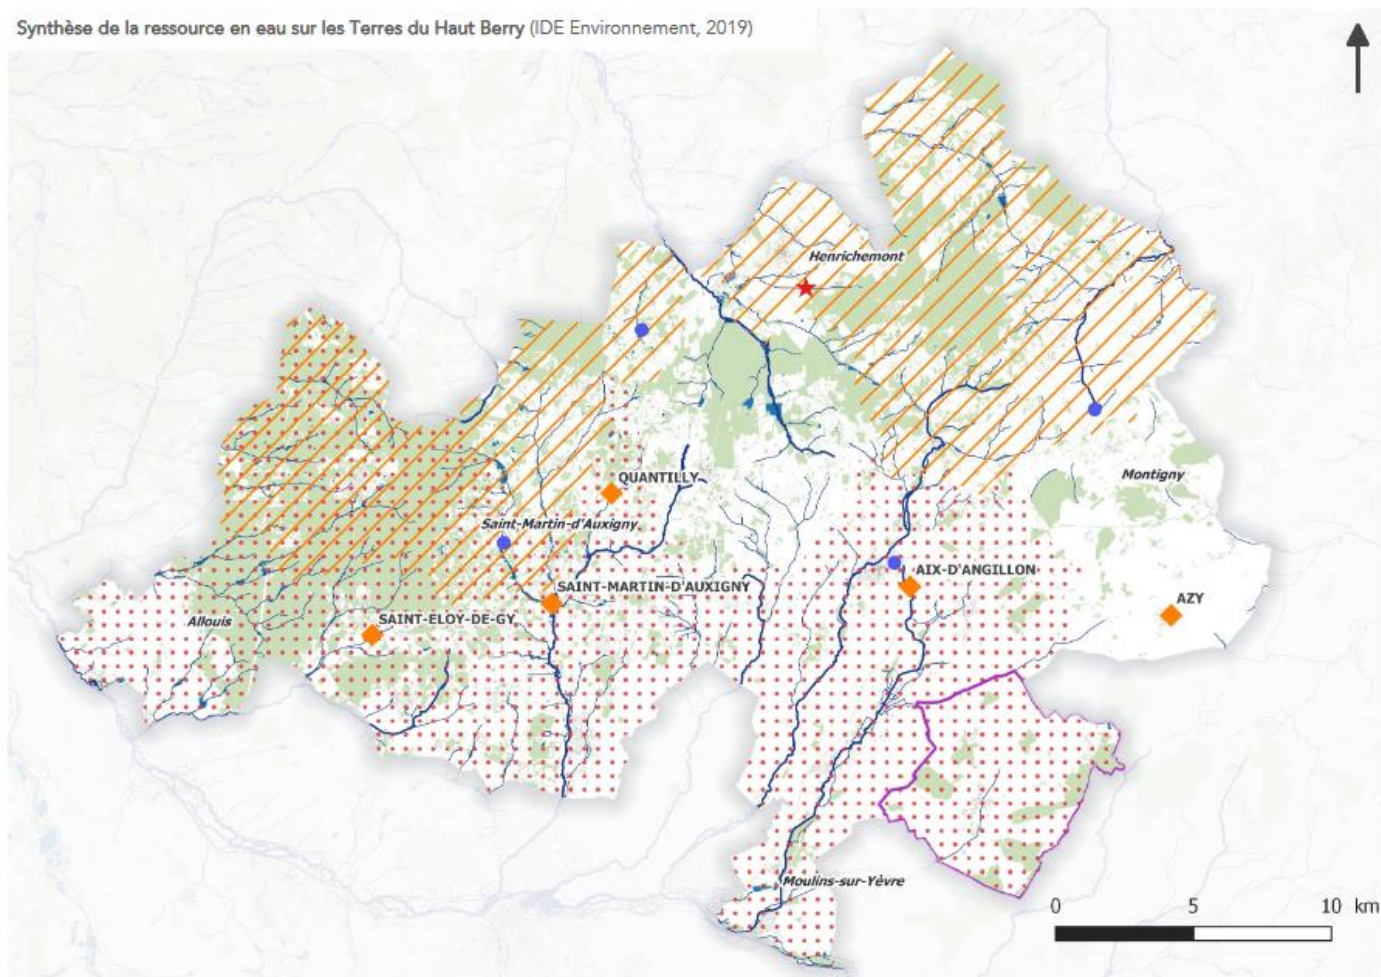 Synthèse de la ressource en eau sur les Terres du Haut Berry (IDE Environnement, 2019)
Henrichemont
Montigny
QUANTILLY
Saint-Martin-d'Auxigny
AIX-D'ANGILLON
SAINT-MARTIN-D'AUXIGNY
AZY
SAINT-ELOY-DE-GY
Allouis
Moulins-sur-Yèvre
0 5 10 km